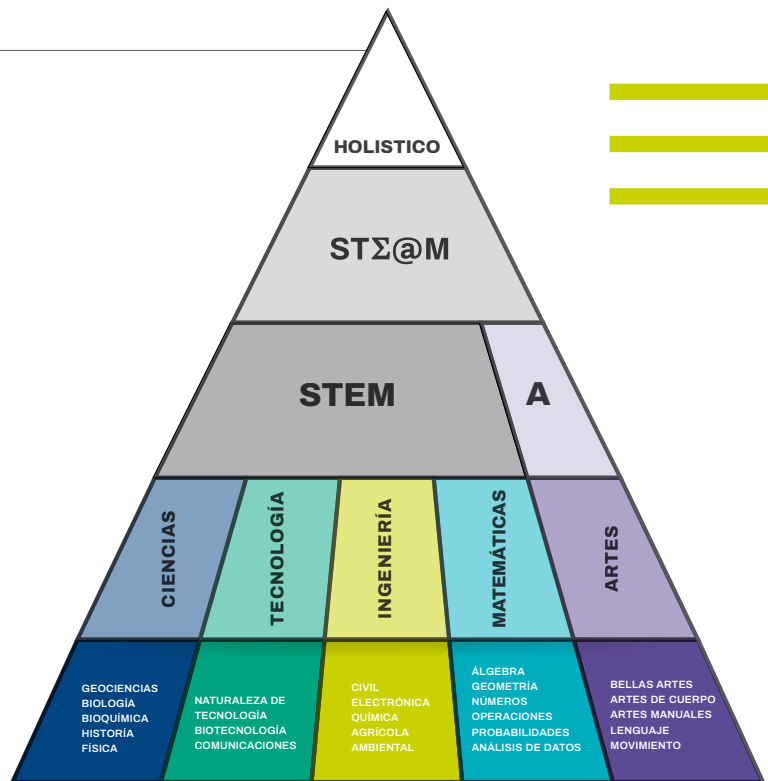 HOLISTICO
STΣ@M
STEM
A
CIENCIAS
TECNOLOGÍA
INGENIERÍA
MATEMÁTICAS
ARTES
GEOCIENCIAS
BIOLOGÍA
BIOQUÍMICA
HISTORÍA
FÍSICA
NATURALEZA DE
TECNOLOGÍA
BIOTECNOLOGÍA
COMUNICACIONES
CIVIL
ELECTRÓNICA
QUÍMICA
AGRÍCOLA
AMBIENTAL
ÁLGEBRA
GEOMETRÍA
NÚMEROS
OPERACIONES
PROBABILIDADES
ANÁLISIS DE DATOS
BELLAS ARTES
ARTES DE CUERPO
ARTES MANUALES
LENGUAJE
MOVIMIENTO